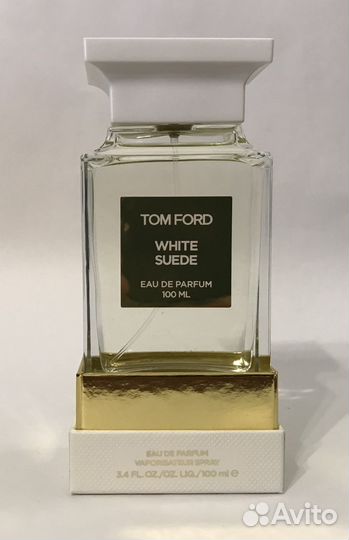 TOM FORD
WHITE
SUEDE
EAU DE PARFUM
100 ML
EAU DE PARFUM
VAPORISATEUR SPRAY
3.4 FL. OZ./OZ. LIQ./100 ml ℮
Avito